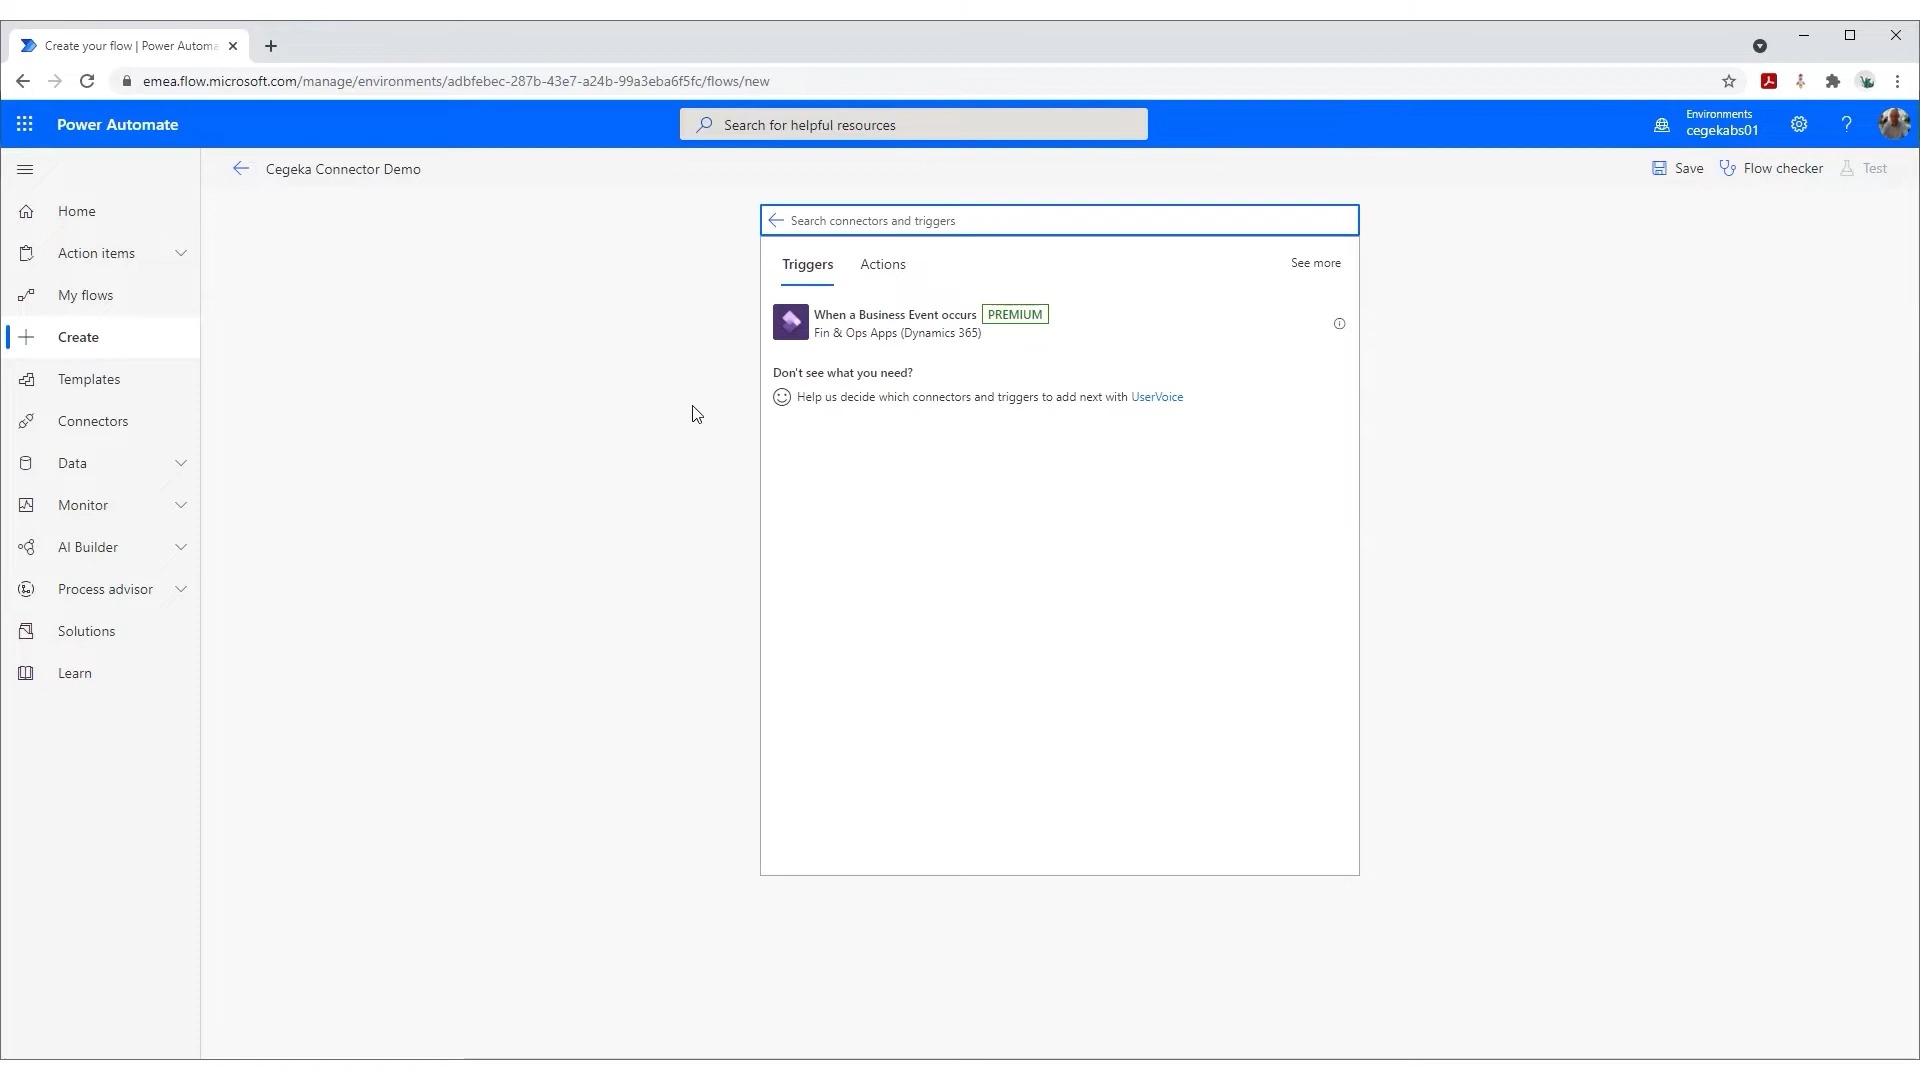 Create your flow | Power Automa
emea.flow.microsoft.com/manage/environments/adbfebec-287b-43e7-a24b-99a3eba6f5fc/flows/new
Power Automate
Search for helpful resources
Environments
cegekabs01
?
Cegeka Connector Demo
Save
Flow checker
Test
Home
Action items
My flows
Create
Templates
Connectors
Data
Monitor
AI Builder
Process advisor
Solutions
Learn
Search connectors and triggers
Triggers
Actions
See more
When a Business Event occurs PREMIUM
Fin & Ops Apps (Dynamics 365)
Don't see what you need?
Help us decide which connectors and triggers to add next with UserVoice